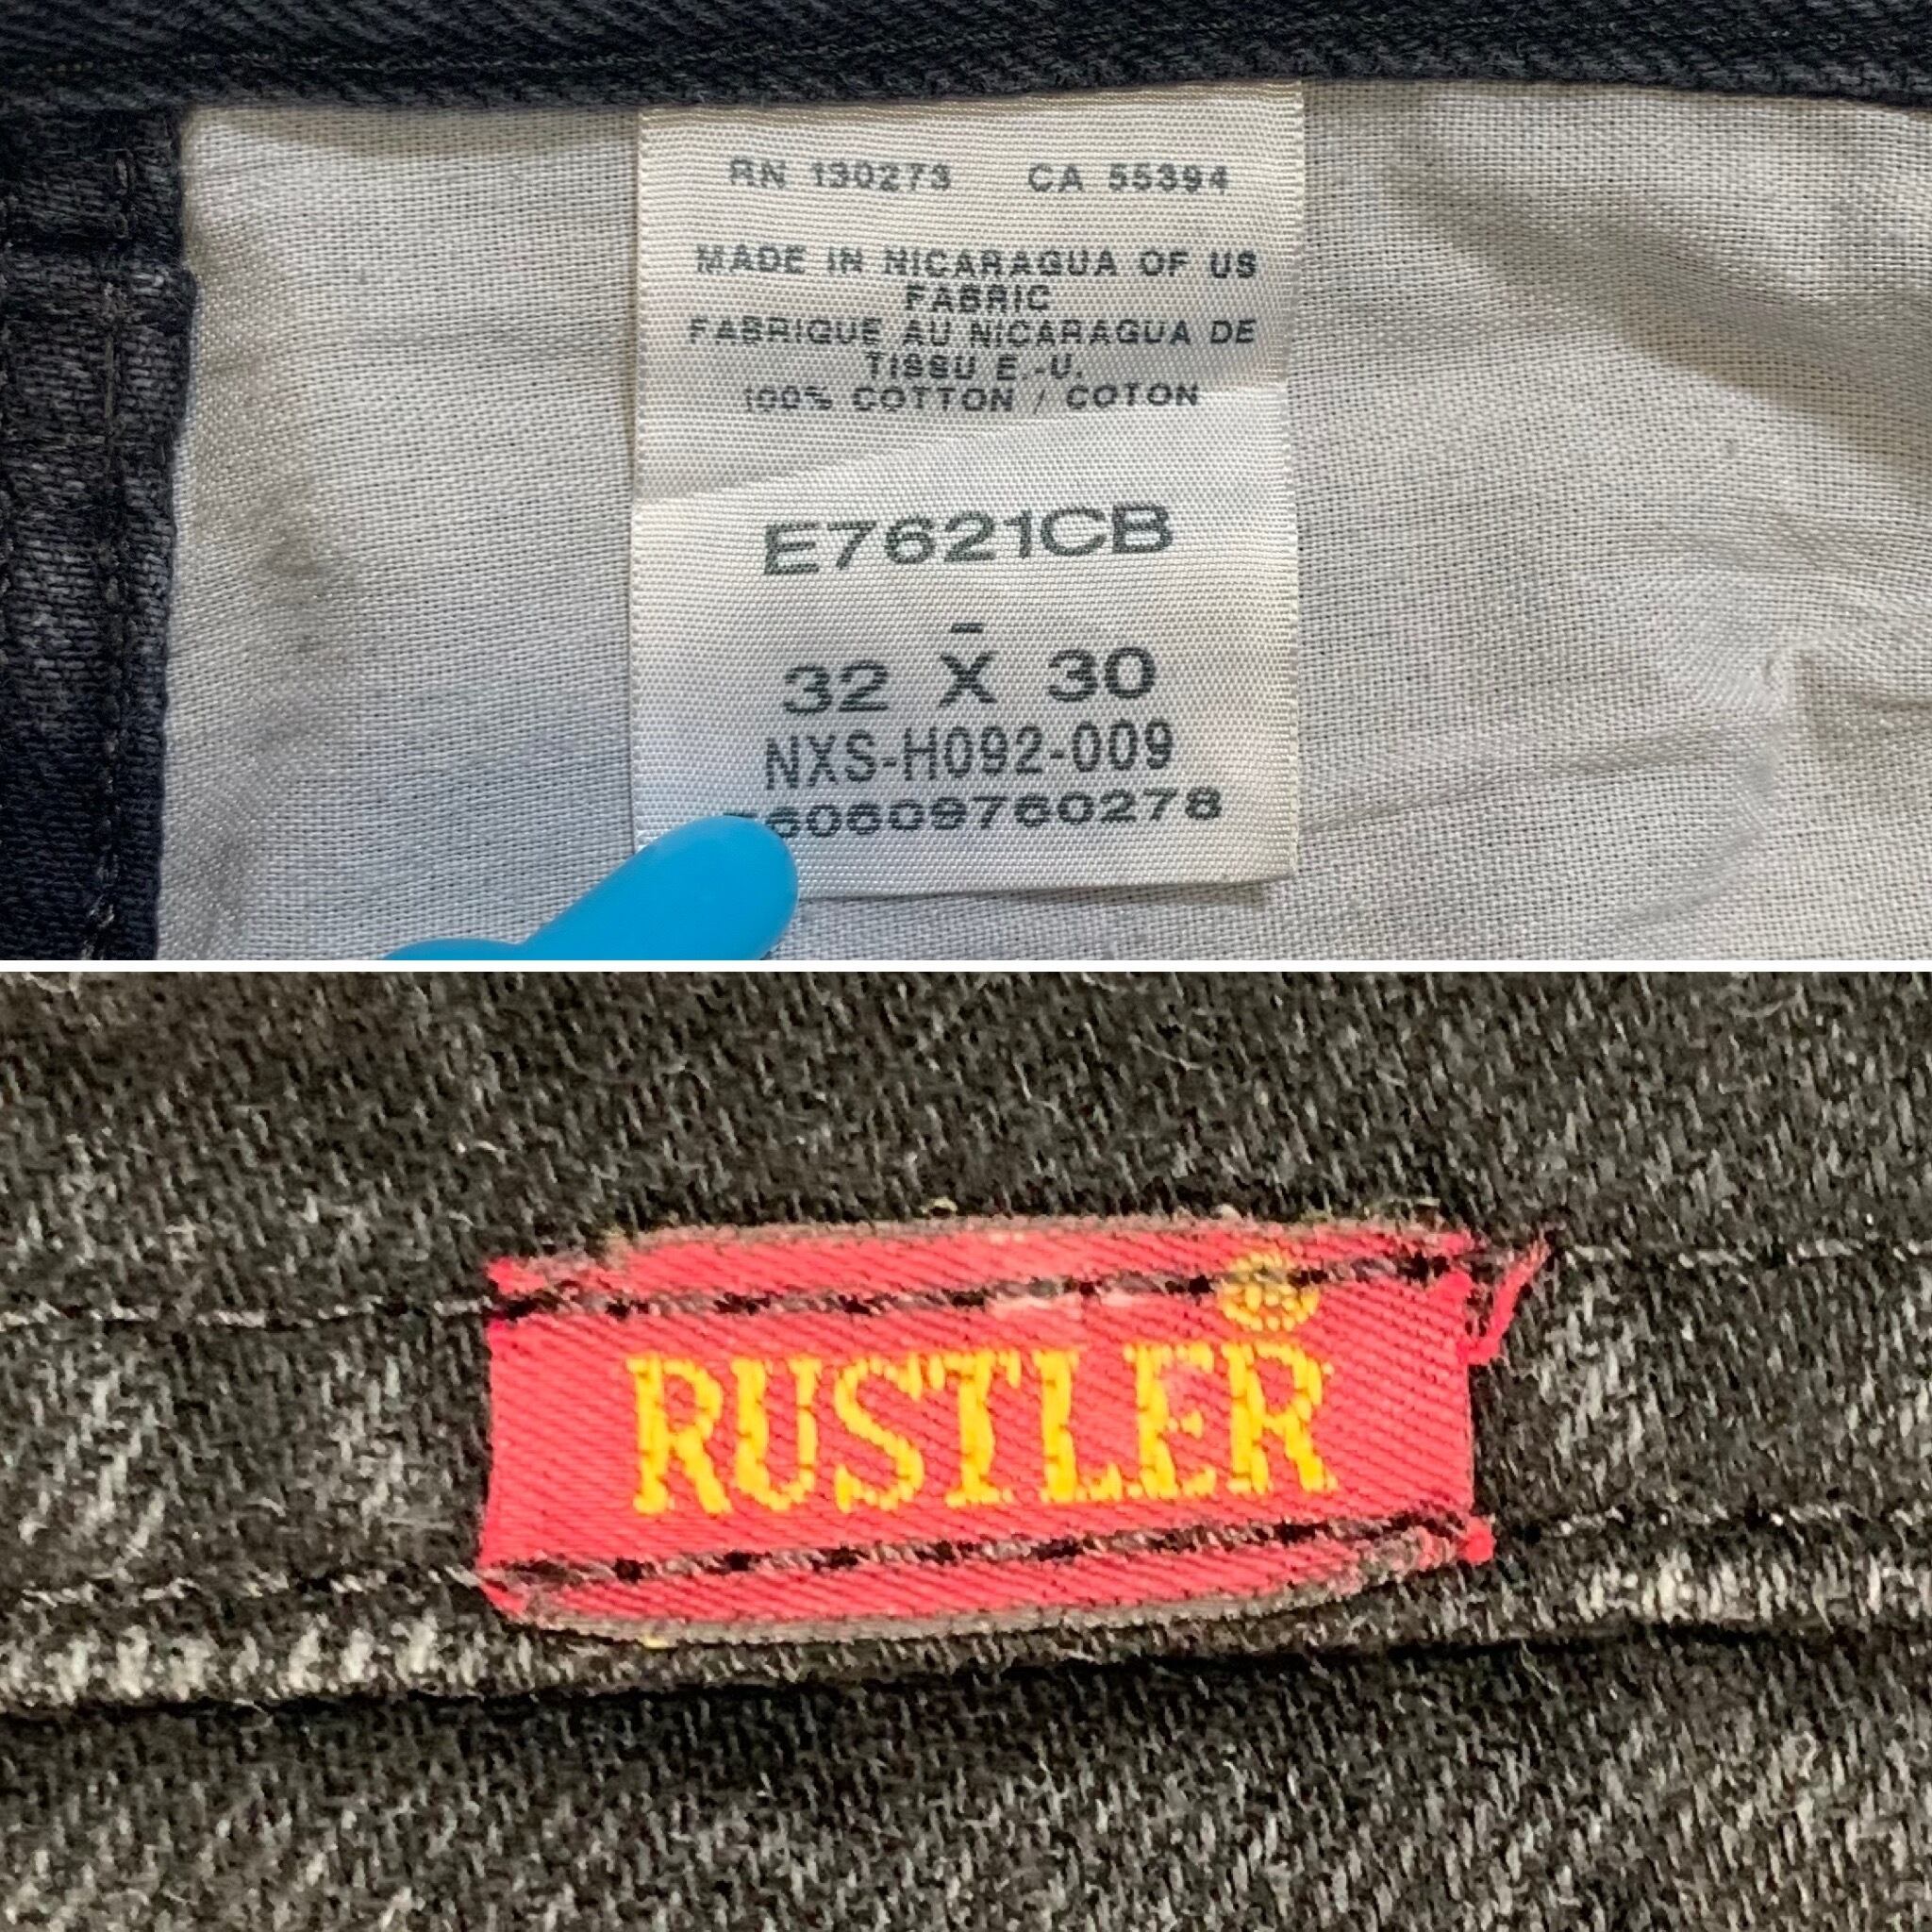 RN 130273 CA 55394
MADE IN NICARAGUA OF US
FABRIC
FABRIQUE AU NICARAGUA DE
TISSU E.-U.
100% COTTON / COTON
E7621CB
-
32 X 30
NXS-H092-009
60609760278
RUSTLER